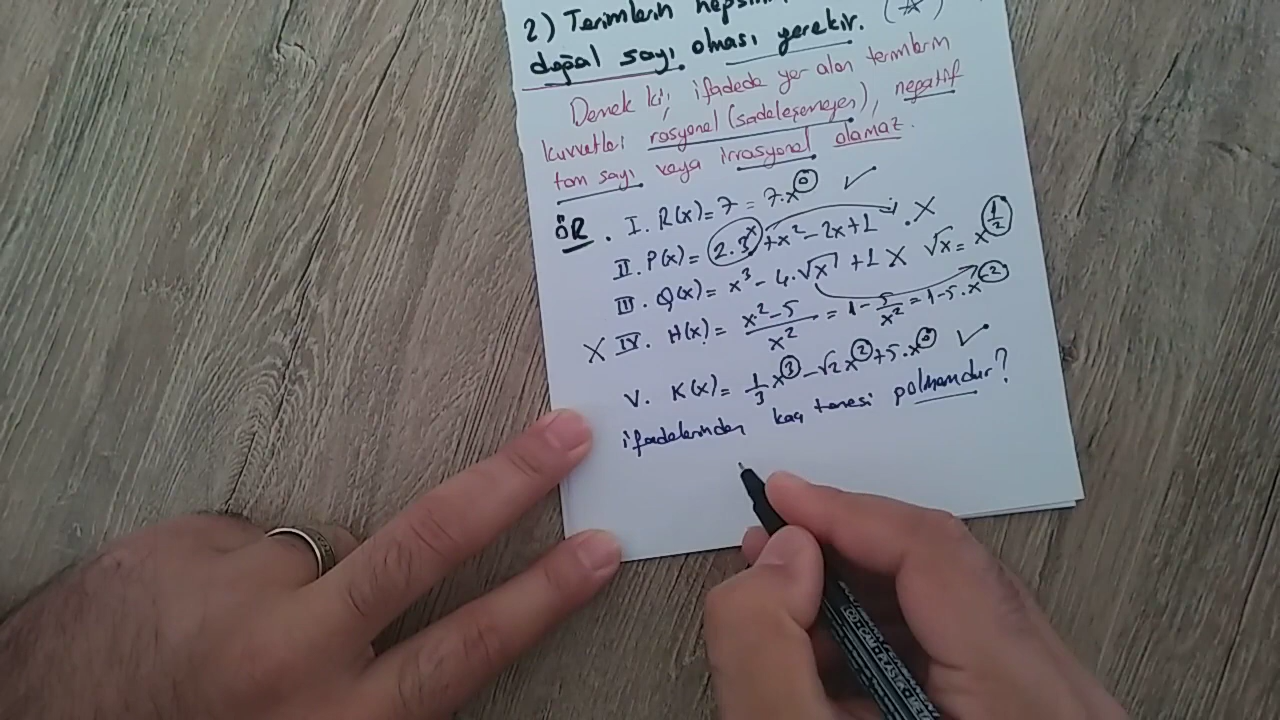 2) Terimlerin hepsinin (☆)
doğal sayı olması gerekir.
Demek ki; ifadede yer alan terimlerin
kuvvetleri rasyonel (sadeleşemeyen), negatif
tam sayı veya irrasyonel olamaz.
ÖR. I. R(x) = 7 = 7.x⁰ ✓
II. P(x) = 2.3ˣ + x² - 2x + 1. X
III. Q(x) = x³ - 4.√x + 1 X √x = x^(1/2)
X IV. H(x) = (x² - 5)/x² = 1 - 5/x² = 1 - 5.x⁻²
V. K(x) = 1/3 x³ - √2 x² + 5.x⁰ ✓
ifadelerinden kaç tanesi polinomdur?